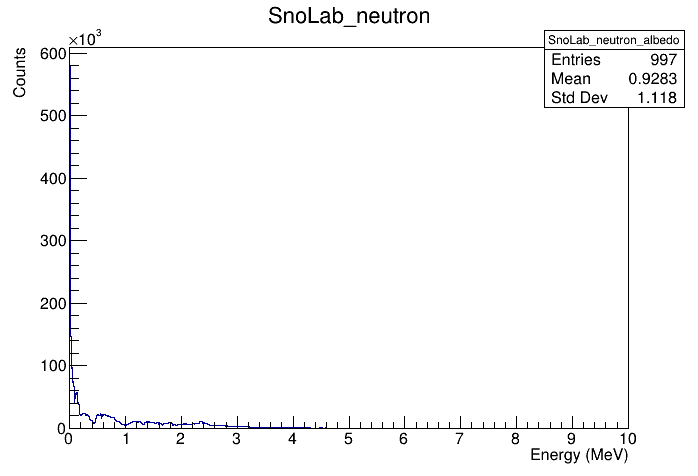 SnoLab_neutron
×10³
SnoLab_neutron_albedo
Entries 997
Mean 0.9283
Std Dev 1.118
Counts
600
500
400
300
200
100
0
0 1 2 3 4 5 6 7 8 9 10
Energy (MeV)